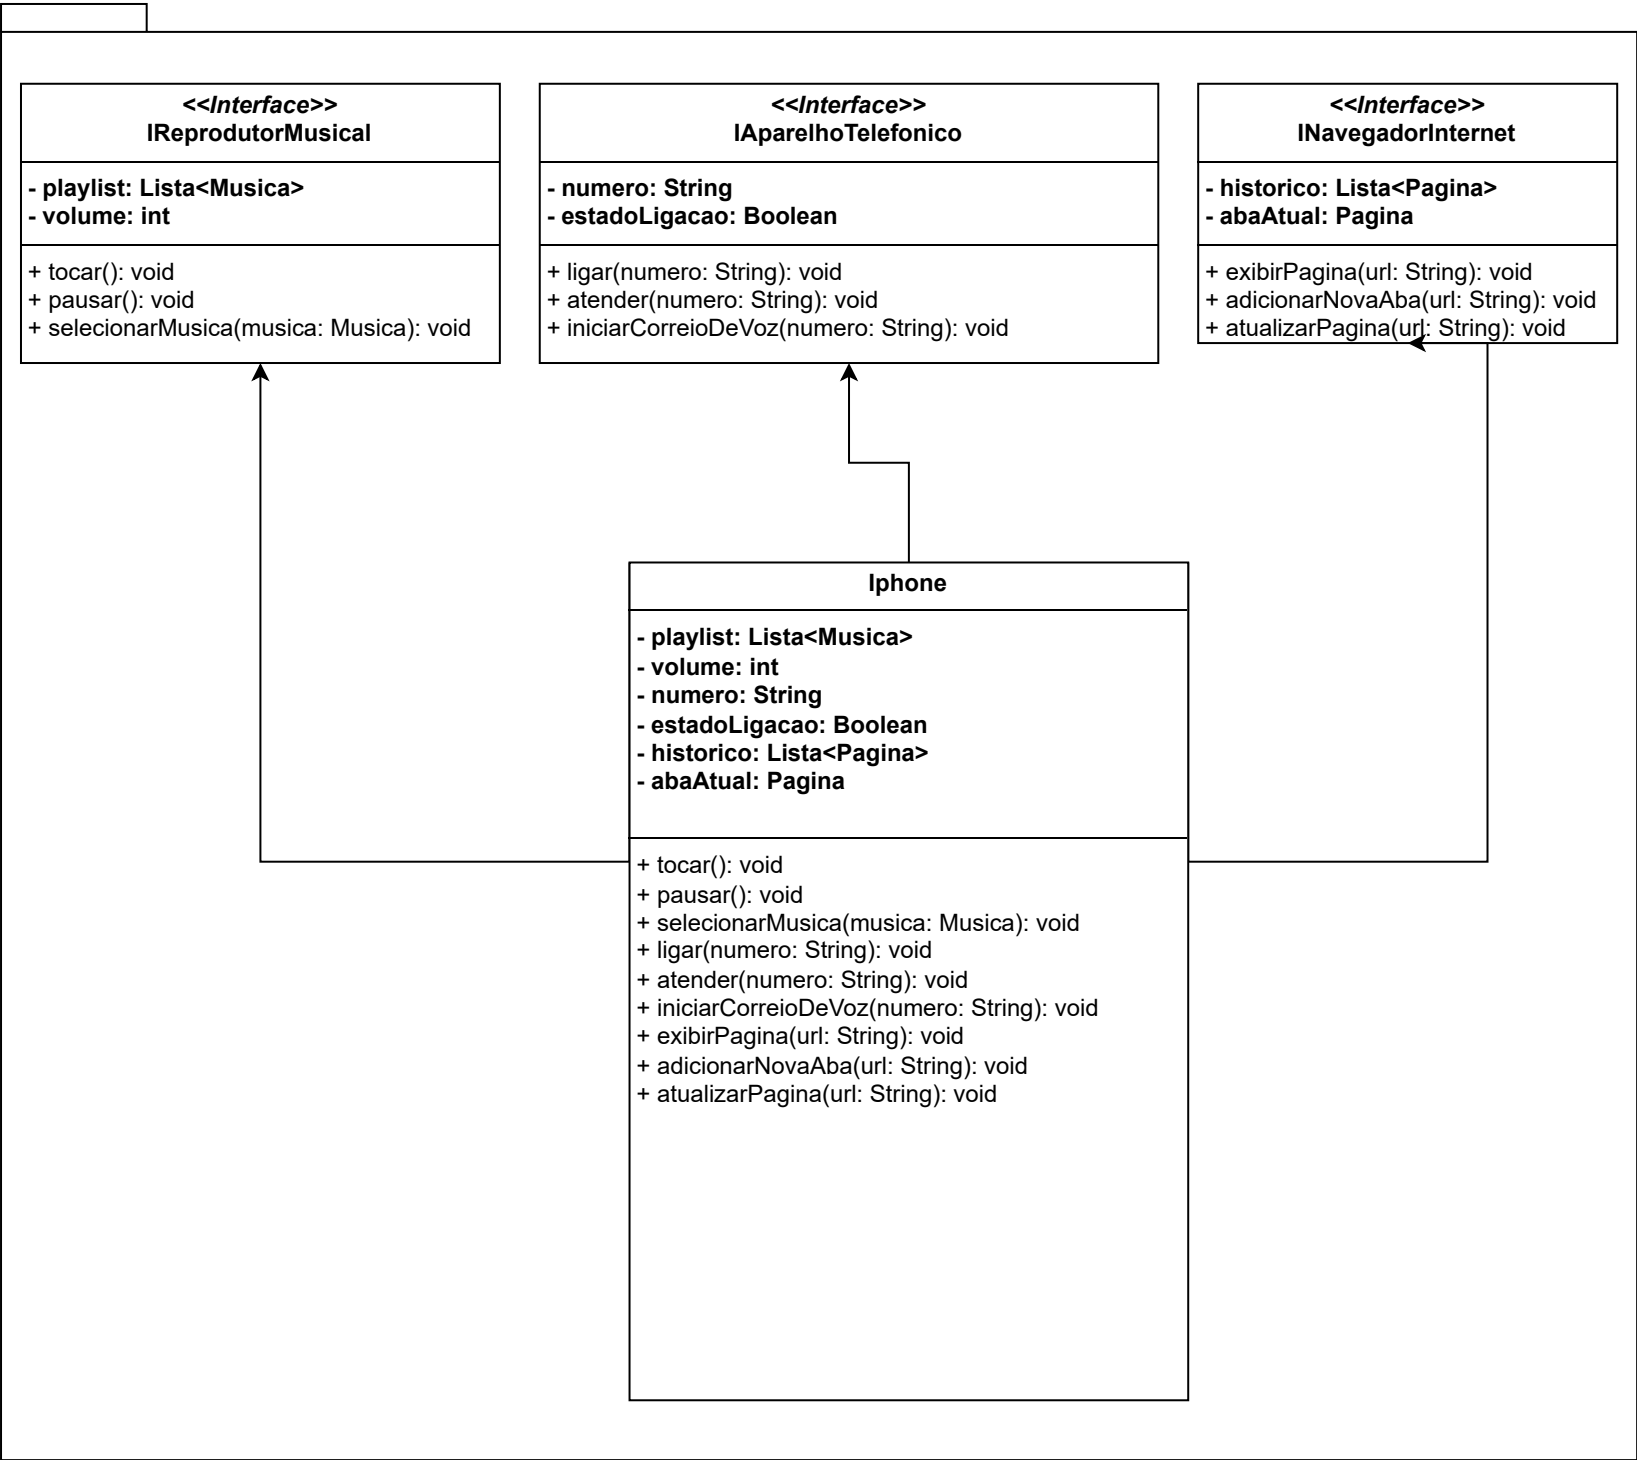 <<Interface>>
IReprodutorMusical
- playlist: Lista<Musica>
- volume: int
+ tocar(): void
+ pausar(): void
+ selecionarMusica(musica: Musica): void
<<Interface>>
IAparelhoTelefonico
- numero: String
- estadoLigacao: Boolean
+ ligar(numero: String): void
+ atender(numero: String): void
+ iniciarCorreioDeVoz(numero: String): void
<<Interface>>
INavegadorInternet
- historico: Lista<Pagina>
- abaAtual: Pagina
+ exibirPagina(url: String): void
+ adicionarNovaAba(url: String): void
+ atualizarPagina(url: String): void
Iphone
- playlist: Lista<Musica>
- volume: int
- numero: String
- estadoLigacao: Boolean
- historico: Lista<Pagina>
- abaAtual: Pagina
+ tocar(): void
+ pausar(): void
+ selecionarMusica(musica: Musica): void
+ ligar(numero: String): void
+ atender(numero: String): void
+ iniciarCorreioDeVoz(numero: String): void
+ exibirPagina(url: String): void
+ adicionarNovaAba(url: String): void
+ atualizarPagina(url: String): void